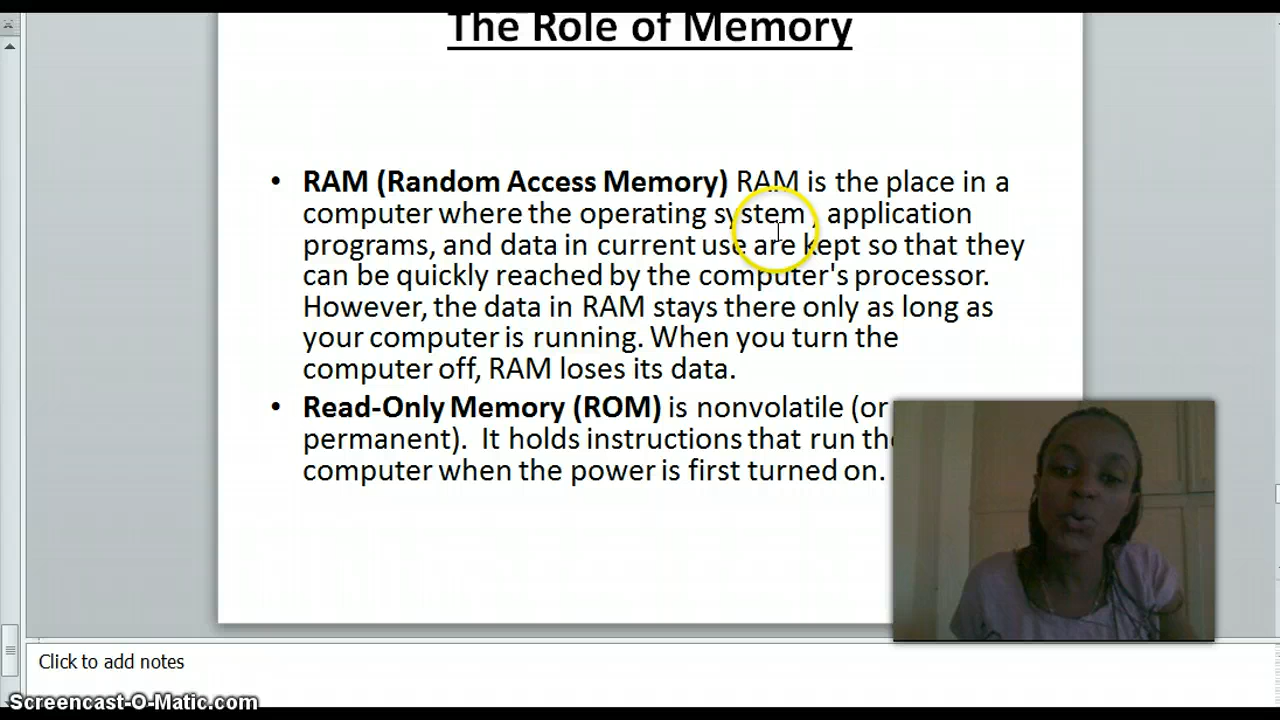 The Role of Memory
• RAM (Random Access Memory) RAM is the place in a
computer where the operating system , application
programs, and data in current use are kept so that they
can be quickly reached by the computer's processor.
However, the data in RAM stays there only as long as
your computer is running. When you turn the
computer off, RAM loses its data.
• Read-Only Memory (ROM) is nonvolatile (or
permanent). It holds instructions that run the
computer when the power is first turned on.
Click to add notes
Screencast-O-Matic.com